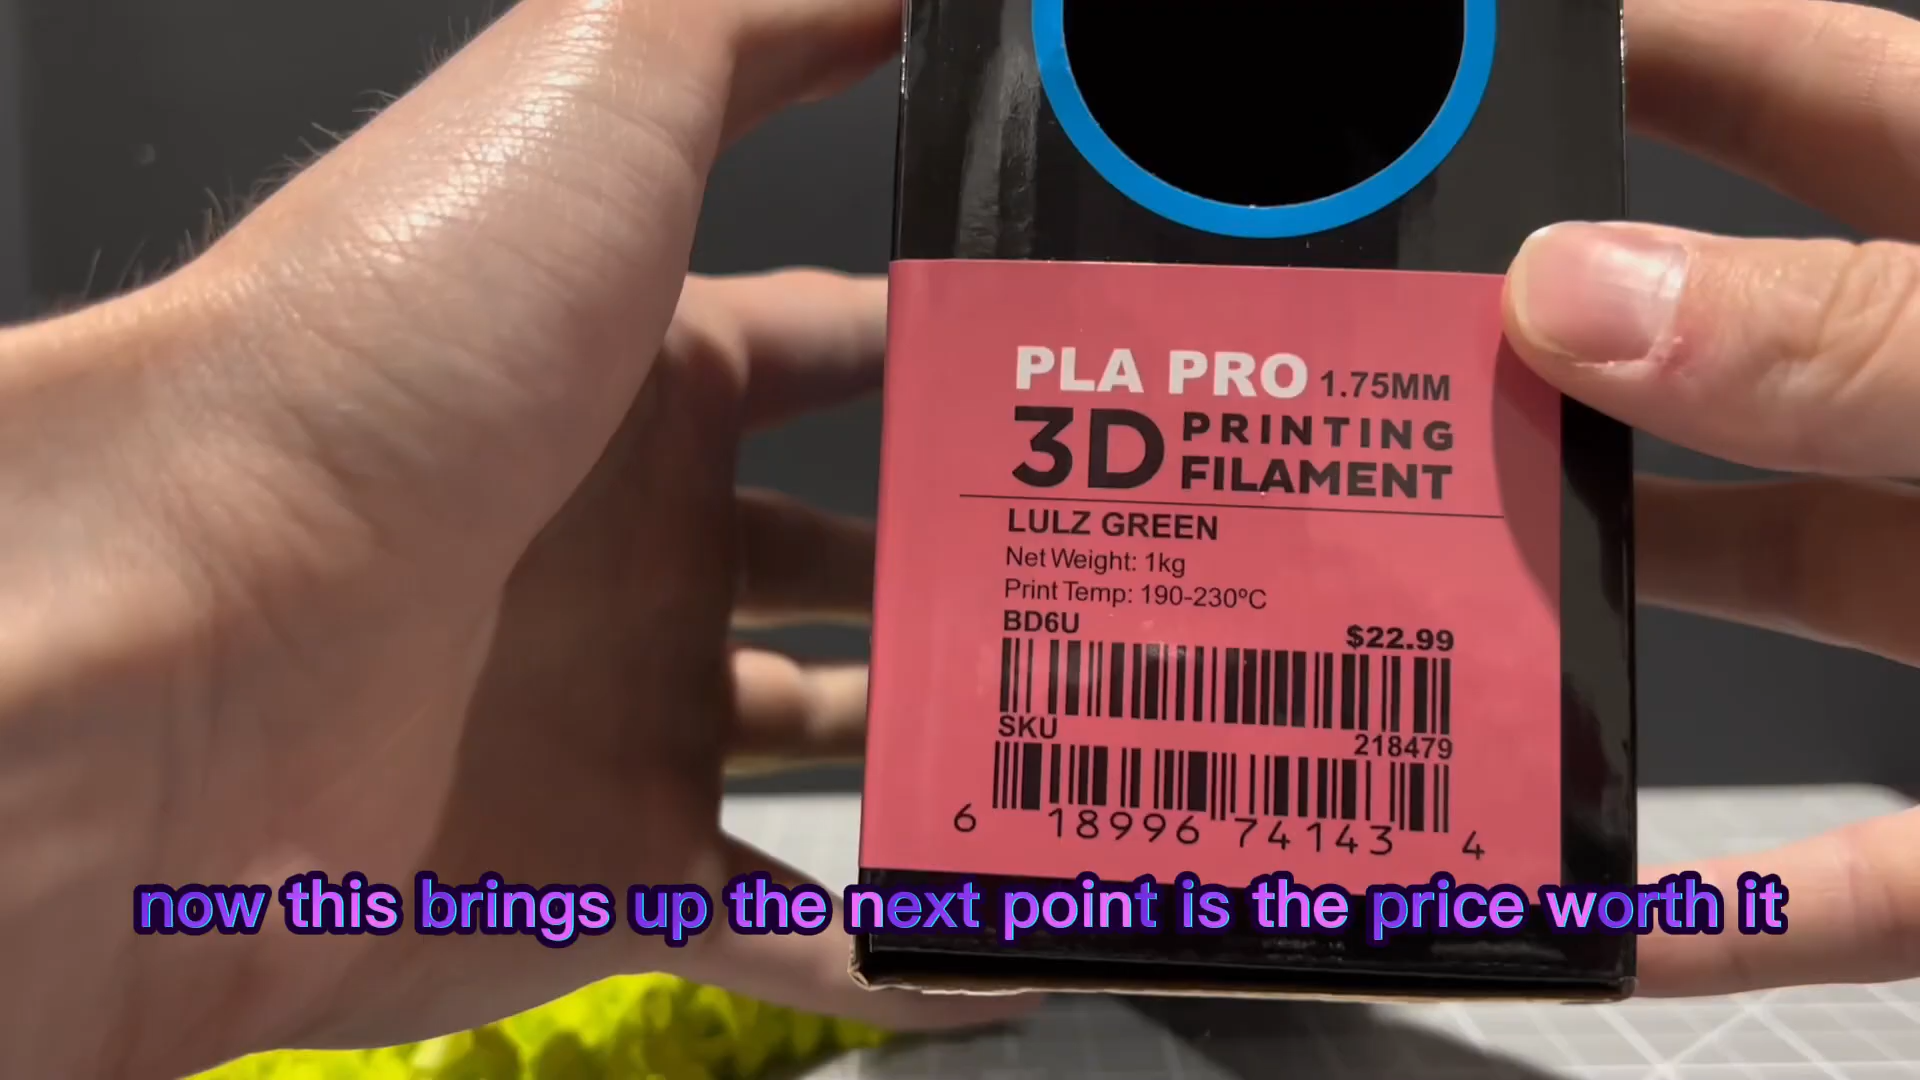 PLA PRO 1.75MM
3D PRINTING
FILAMENT
LULZ GREEN
Net Weight: 1kg
Print Temp: 190-230ºC
BD6U
$22.99
SKU
218479
6 18996 74143 4
now this brings up the next point is the price worth it